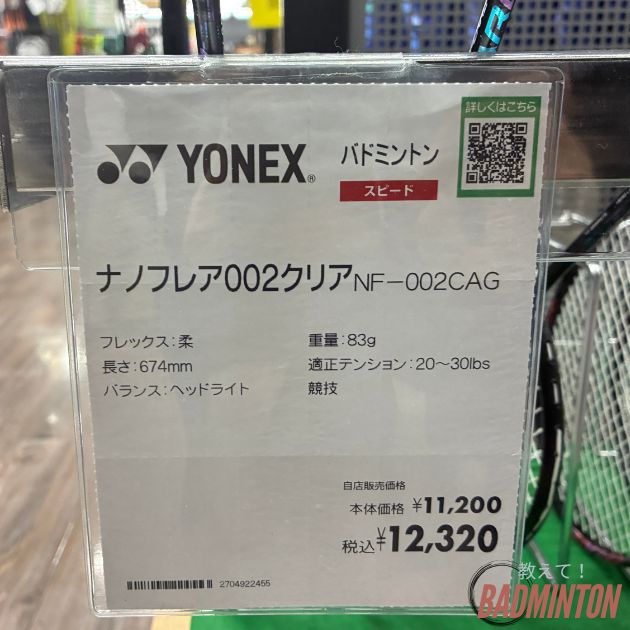 詳しくはこちら
YONEX®
バドミントン
スピード
ナノフレア002クリアNF-002CAG
フレックス:柔
重量:83g
長さ:674mm
適正テンション:20~30lbs
バランス:ヘッドライト
競技
自店販売価格
本体価格 ¥11,200
税込¥12,320
2704922455
教えて!
BADMINTON